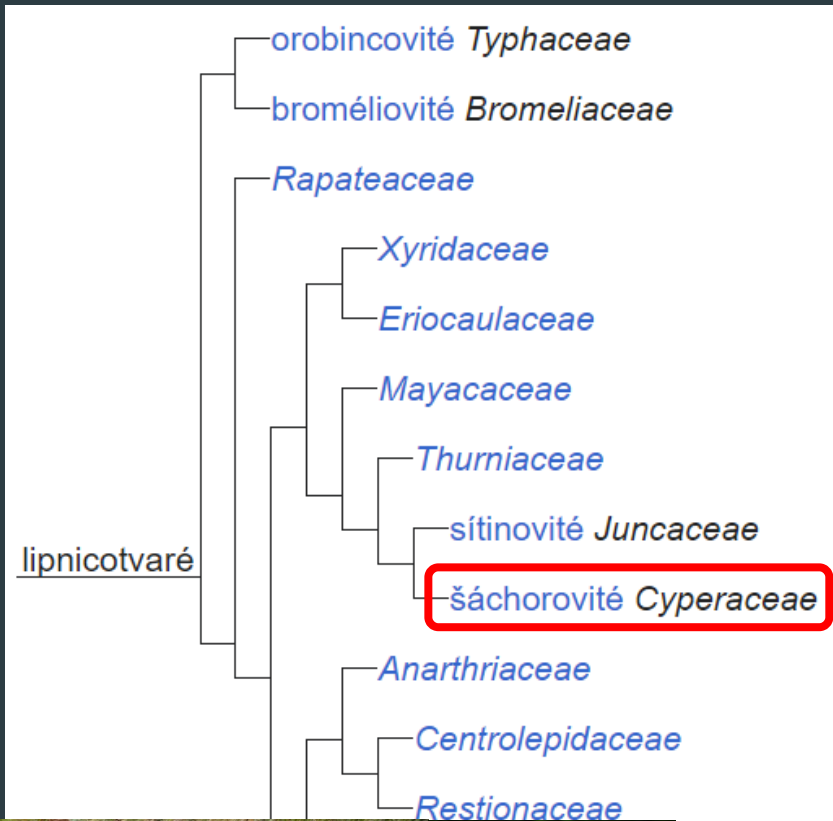 orobincovité Typhaceae
broméliovité Bromeliaceae
Rapateaceae
Xyridaceae
Eriocaulaceae
Mayacaceae
Thurniaceae
sítinovité Juncaceae
lipnicotvaré
šáchorovité Cyperaceae
Anarthriaceae
Centrolepidaceae
Restionaceae